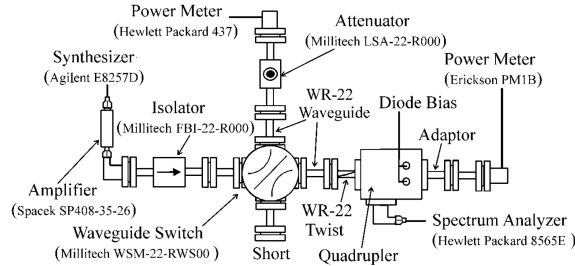 Power Meter
(Hewlett Packard 437)
Attenuator
(Millitech LSA-22-R000)
Synthesizer
(Agilent E8257D)
Power Meter
(Erickson PM1B)
Isolator
(Millitech FBI-22-R000)
WR-22
Waveguide
Diode Bias
Adaptor
Amplifier
(Spacek SP408-35-26)
Waveguide Switch
(Millitech WSM-22-RWS00)
Short
WR-22
Twist
Quadrupler
Spectrum Analyzer
(Hewlett Packard 8565E)